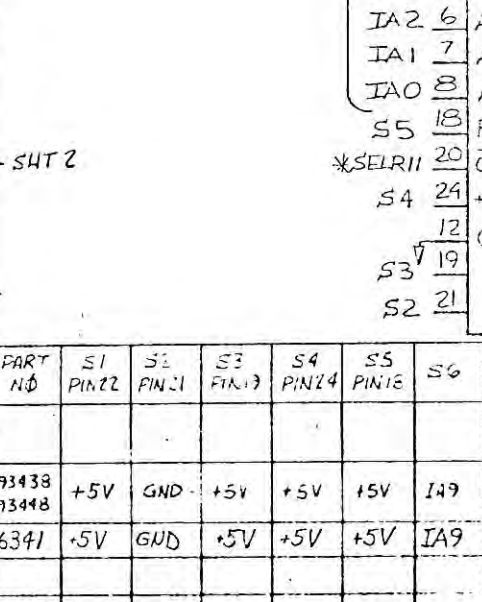 IA2 6
IA1 7
IA0 8
S5 18
- SHT 2
*SELR11 20
S4 24
12
S3 19
S2 21
PART NO S1 PIN22 S2 PIN21 S3 PIN19 S4 PIN24 S5 PIN18 S6
93438 93448 +5V GND +5V +5V +5V IA9
6341 +5V GND +5V +5V +5V IA9